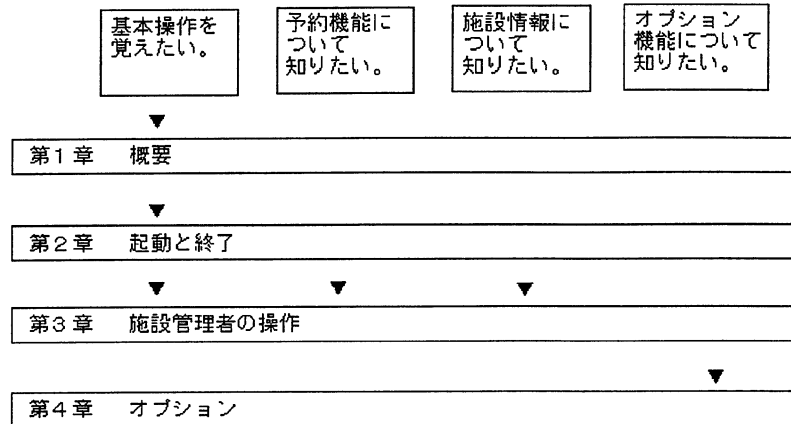 基本操作を
覚えたい。
予約機能に
ついて
知りたい。
施設情報に
ついて
知りたい。
オプション
機能について
知りたい。
▼
第1章 概要
▼
第2章 起動と終了
▼ ▼ ▼
第3章 施設管理者の操作
▼
第4章 オプション